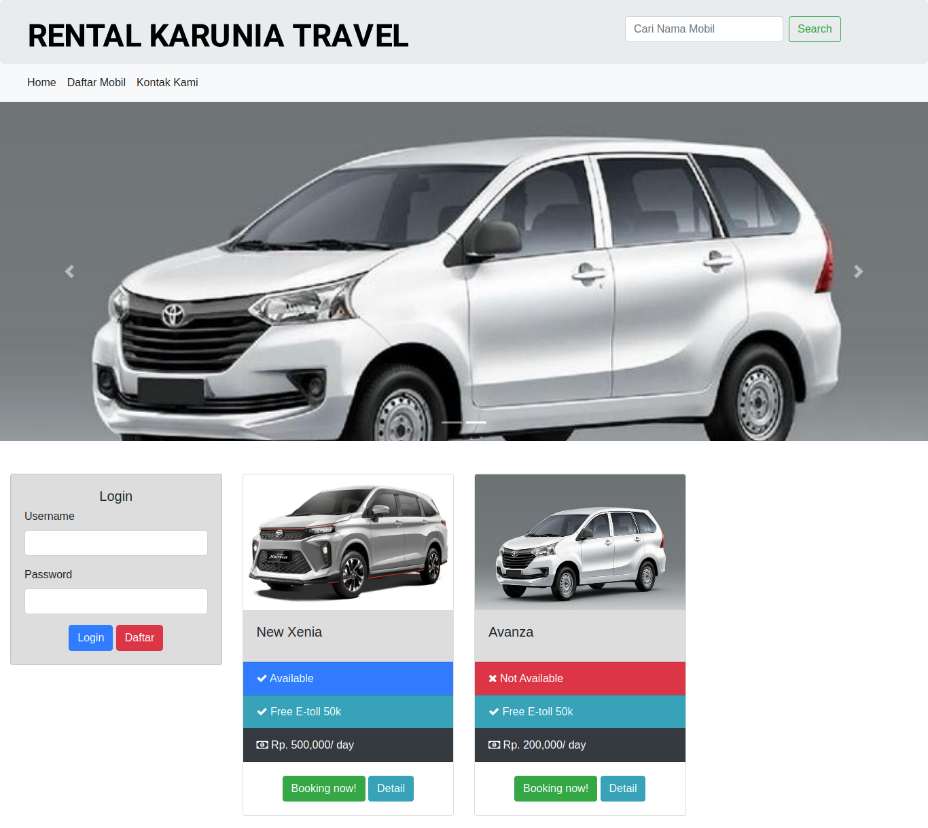 RENTAL KARUNIA TRAVEL
Cari Nama Mobil
Search
Home
Daftar Mobil
Kontak Kami
Login
Username
Password
Login
Daftar
New Xenia
Available
Free E-toll 50k
Rp. 500,000/ day
Booking now!
Detail
Avanza
Not Available
Free E-toll 50k
Rp. 200,000/ day
Booking now!
Detail